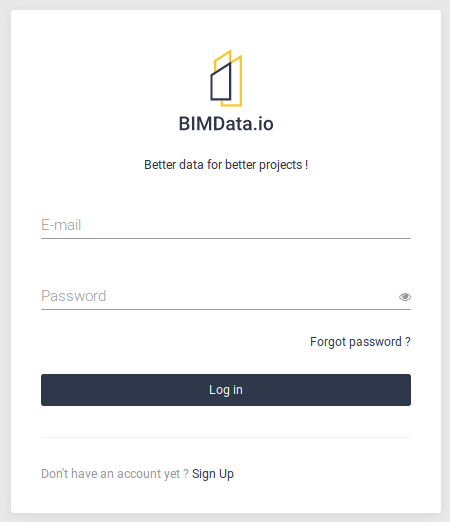 BIMData.io
Better data for better projects !
E-mail
Password
Forgot password ?
Log in
Don't have an account yet ? Sign Up